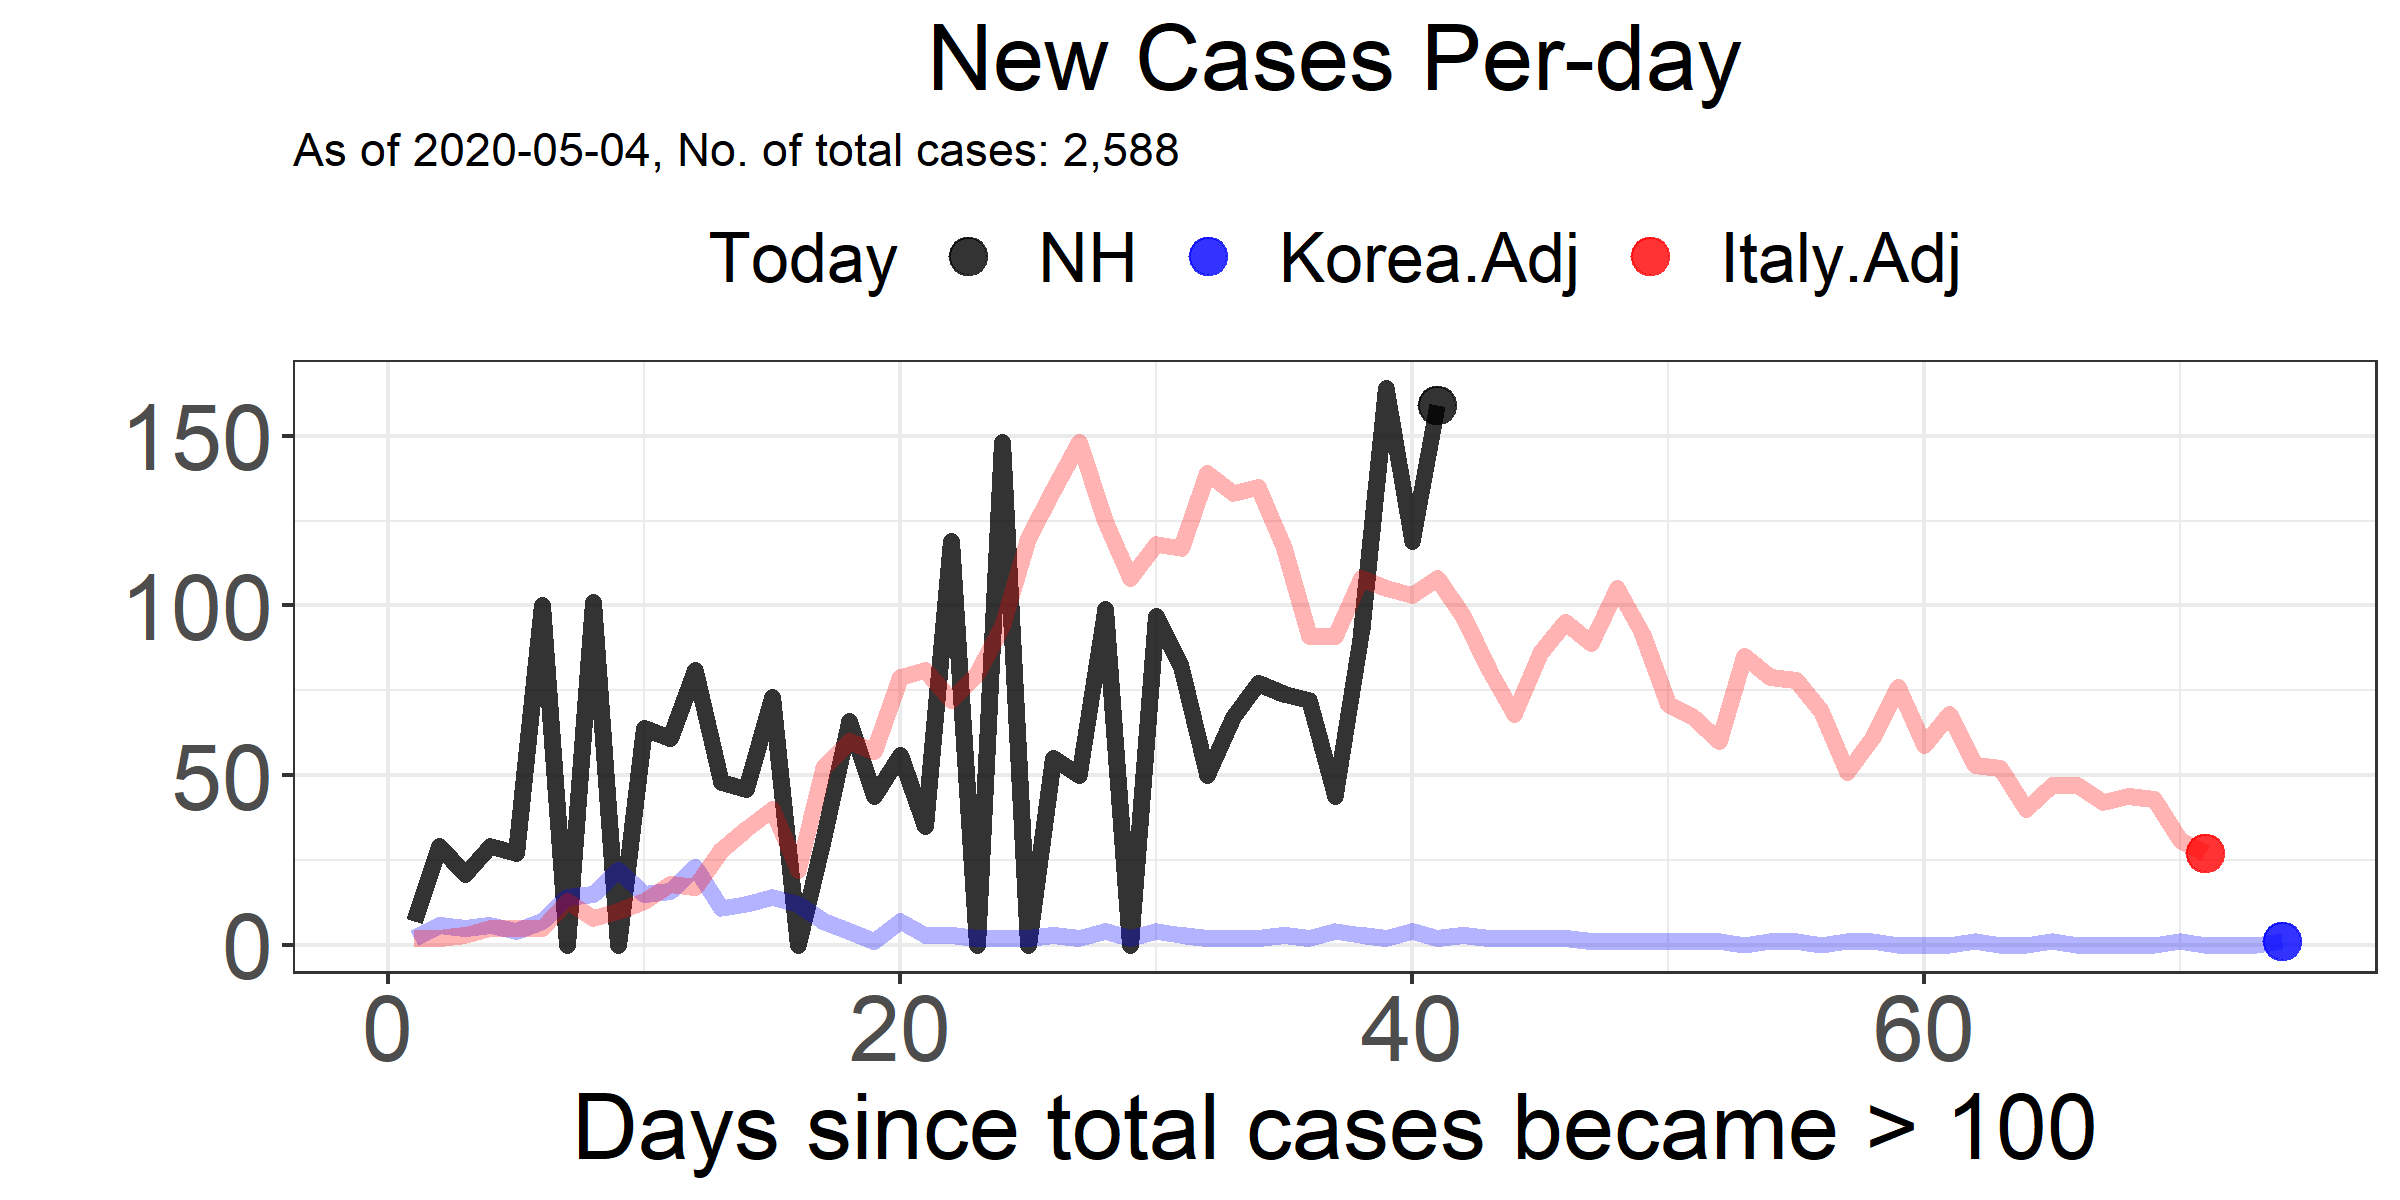 New Cases Per-day
As of 2020-05-04, No. of total cases: 2,588
Today NH Korea.Adj Italy.Adj
150
100
50
0
0 20 40 60
Days since total cases became > 100